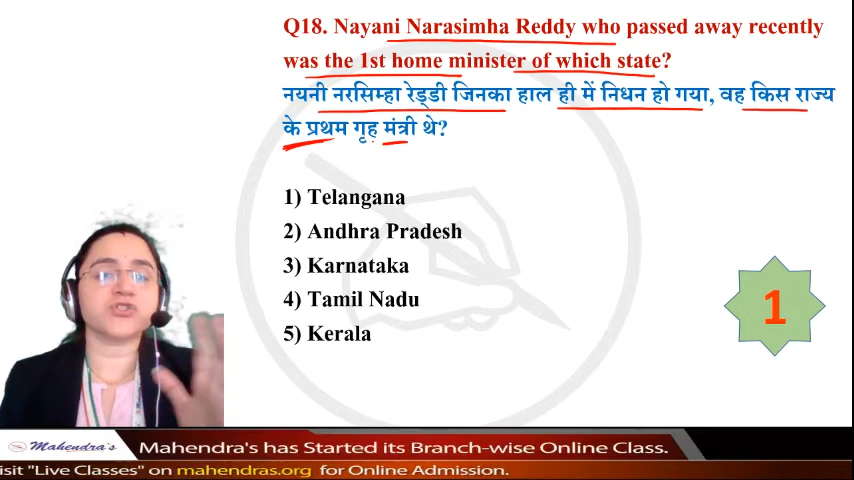 Q18. Nayani Narasimha Reddy who passed away recently
was the 1st home minister of which state?
नयनी नरसिम्हा रेड्डी जिनका हाल ही में निधन हो गया, वह किस राज्य
के प्रथम गृह मंत्री थे?
1) Telangana
2) Andhra Pradesh
3) Karnataka
4) Tamil Nadu
5) Kerala
1
Mahendra's
Mahendra's has Started its Branch-wise Online Class.
isit "Live Classes" on mahendras.org for Online Admission.